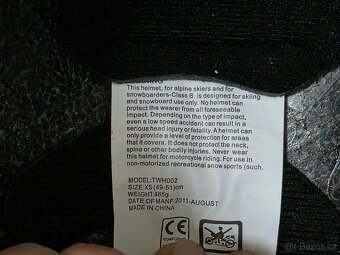 WARNING
This helmet, for alpine skiers and for
snowboarders-Class B. is designed for skiing
and snowboard use only. No helmet can
protect the wearer from all foreseeable
impact. Depending on type of impact,
even a low speed accident can result in a
serious head injury or fatality. A helmet can
only provide a level of protection for areas
that it covers. It does not protect the neck,
spine or other bodily injuries. Never wear
this helmet for motorcycle riding. For use in
non-motorized recreational snow sports (such.
MODEL:TWH002
SIZE:XS (49-51)cm
WEIGHT:485g
DATE OF MANF:2011-AUGUST
MADE IN CHINA
CE
bazos.cz